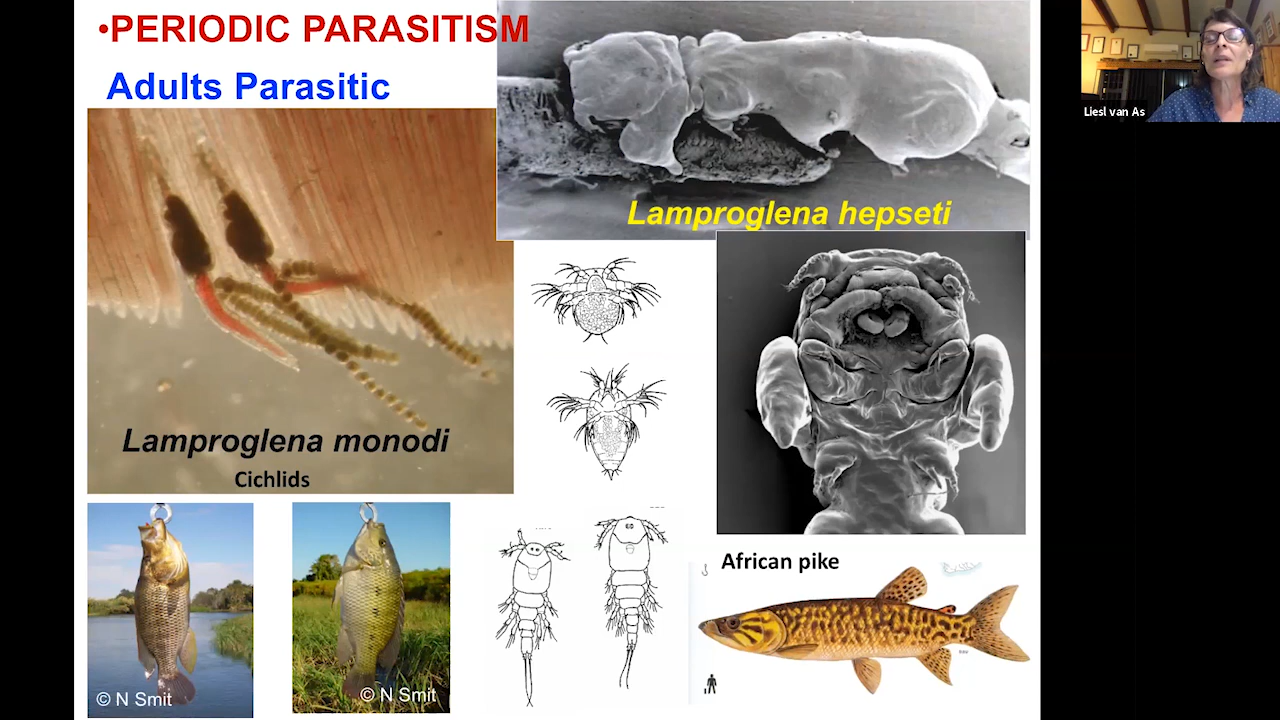 •PERIODIC PARASITISM
Adults Parasitic
Liesl van As
Lamproglena hepseti
Lamproglena monodi
Cichlids
African pike
© N Smit
© N Smit